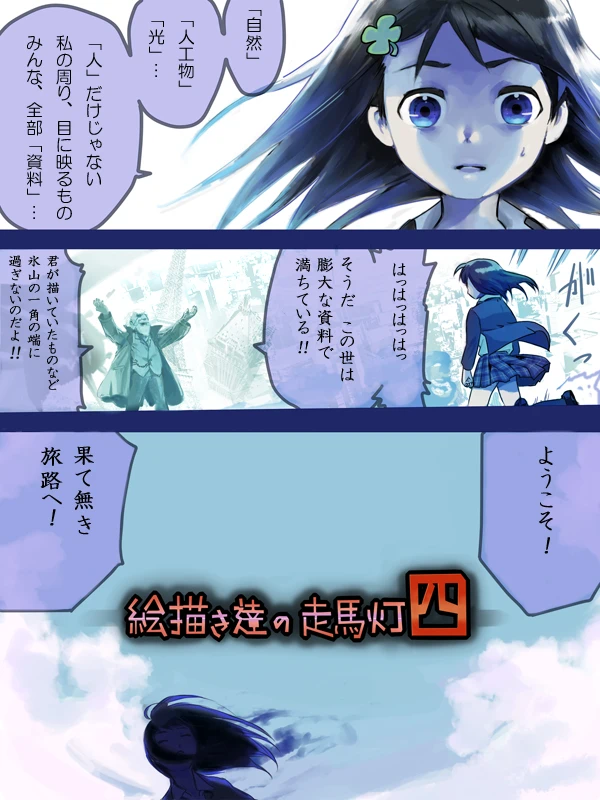 「自然」
「人工物」
「光」…
「人」だけじゃない
私の周り、目に映るもの
みんな、全部「資料」…
がくっ
はっはっはっはっ
そうだ この世は
膨大な資料で
満ちている!!
君が描いていたものなど
氷山の一角の端に
過ぎないのだよ!!
ようこそ!
果て無き
旅路へ!
絵描き達の走馬灯 四